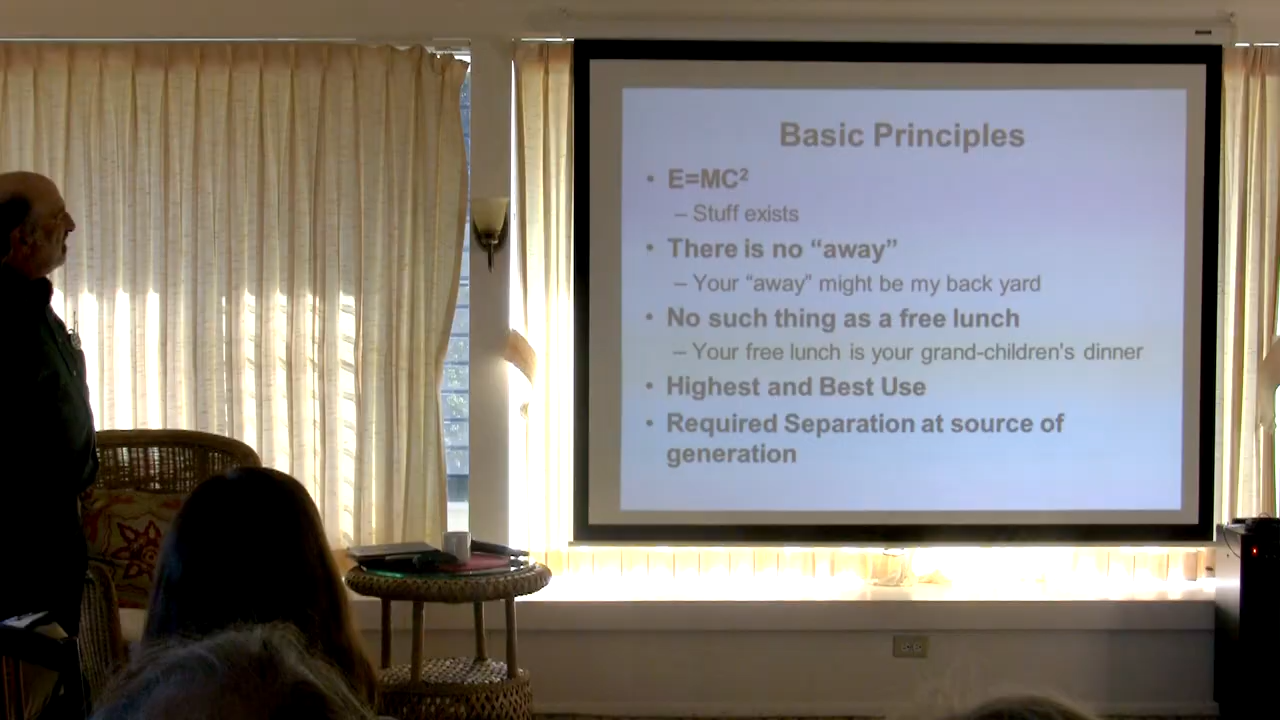 Basic Principles
• E=MC²
– Stuff exists
• There is no “away”
– Your “away” might be my back yard
• No such thing as a free lunch
– Your free lunch is your grand-children's dinner
• Highest and Best Use
• Required Separation at source of
generation